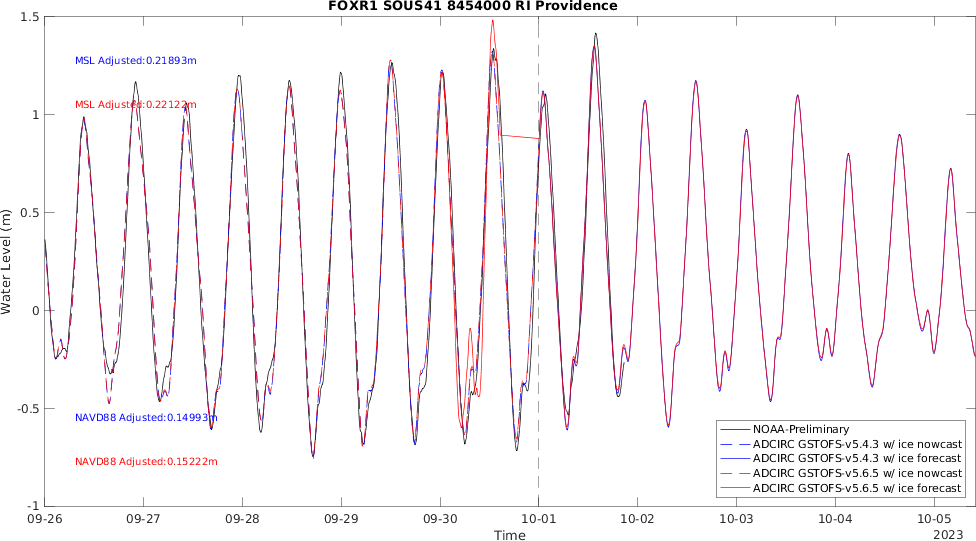 FOXR1 SOUS41 8454000 RI Providence
1.5
1
0.5
0
-0.5
-1
Water Level (m)
MSL Adjusted:0.21893m
MSL Adjusted:0.22122m
NAVD88 Adjusted:0.14993m
NAVD88 Adjusted:0.15222m
NOAA-Preliminary
ADCIRC GSTOFS-v5.4.3 w/ ice nowcast
ADCIRC GSTOFS-v5.4.3 w/ ice forecast
ADCIRC GSTOFS-v5.6.5 w/ ice nowcast
ADCIRC GSTOFS-v5.6.5 w/ ice forecast
09-26 09-27 09-28 09-29 09-30 10-01 10-02 10-03 10-04 10-05
Time
2023